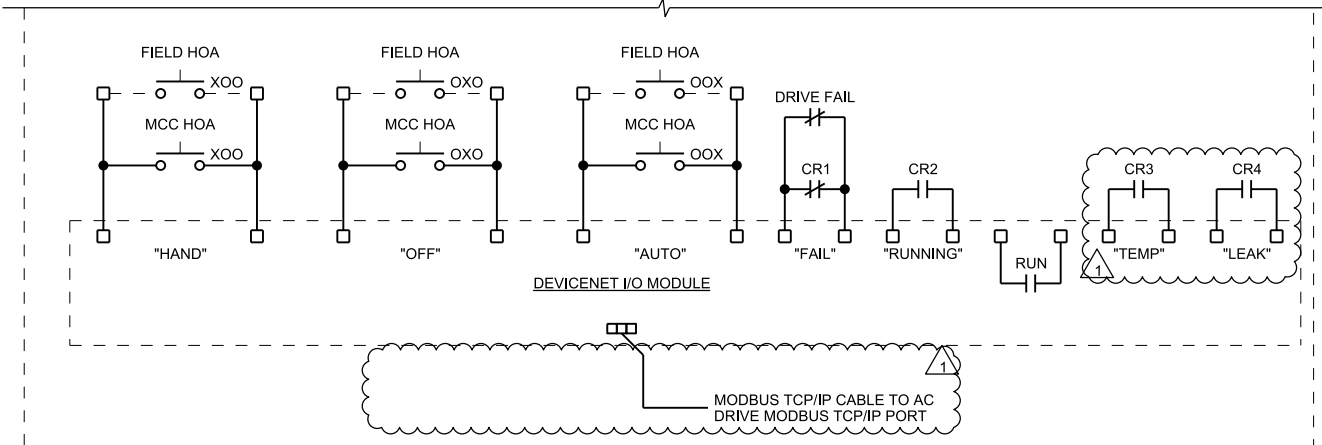 FIELD HOA
XOO
MCC HOA
XOO
"HAND"
FIELD HOA
OXO
MCC HOA
OXO
"OFF"
FIELD HOA
OOX
MCC HOA
OOX
"AUTO"
DRIVE FAIL
CR1
"FAIL"
CR2
"RUNNING"
RUN
CR3
"TEMP"
CR4
"LEAK"
1
DEVICENET I/O MODULE
1
MODBUS TCP/IP CABLE TO AC
DRIVE MODBUS TCP/IP PORT